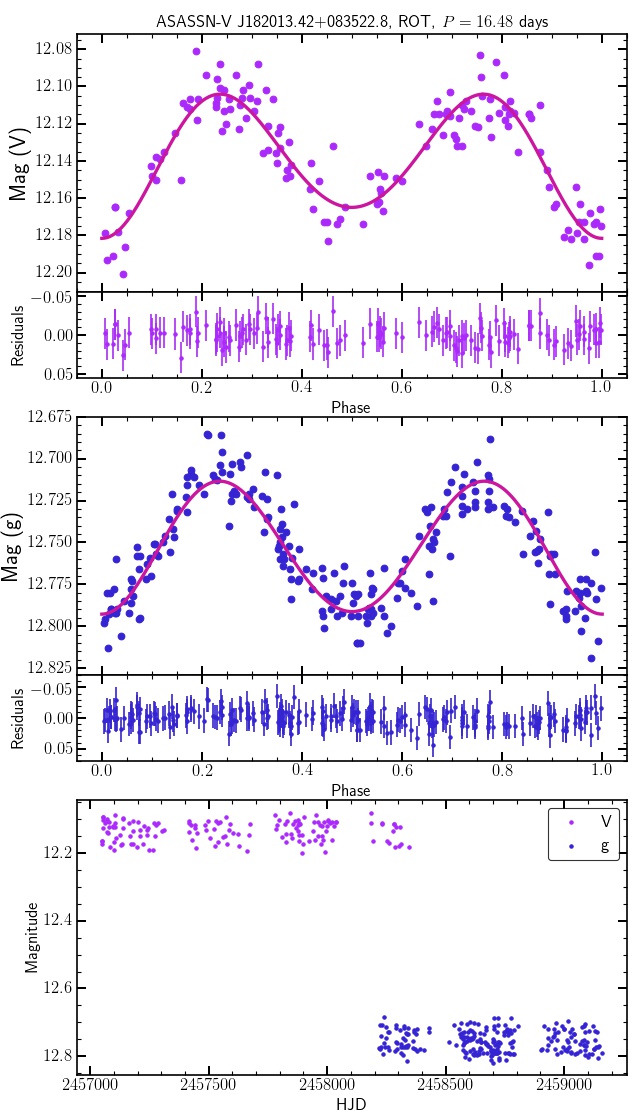 ASASSN-V J182013.42+083522.8, ROT, P = 16.48 days
12.08
12.10
12.12
12.14
12.16
12.18
12.20
Mag (V)
−0.05
0.00
0.05
Residuals
0.0 0.2 0.4 0.6 0.8 1.0
Phase
12.675
12.700
12.725
12.750
12.775
12.800
12.825
Mag (g)
−0.05
0.00
0.05
Residuals
0.0 0.2 0.4 0.6 0.8 1.0
Phase
V
g
12.2
12.4
12.6
12.8
Magnitude
2457000 2457500 2458000 2458500 2459000
HJD